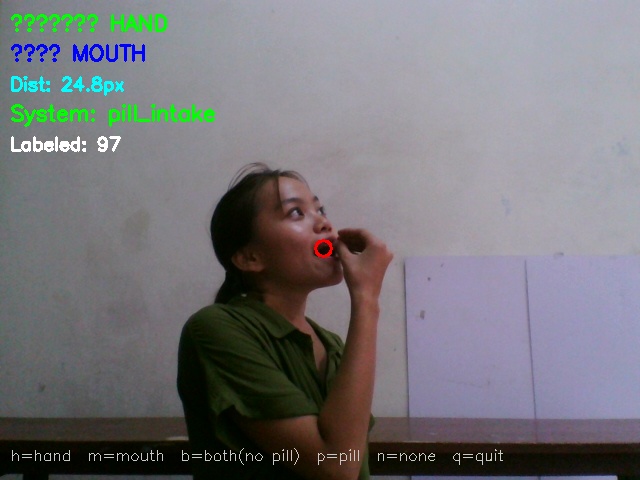 ??????? HAND
???? MOUTH
Dist: 24.8px
System: pill_intake
Labeled: 97
h=hand m=mouth b=both(no pill) p=pill n=none q=quit